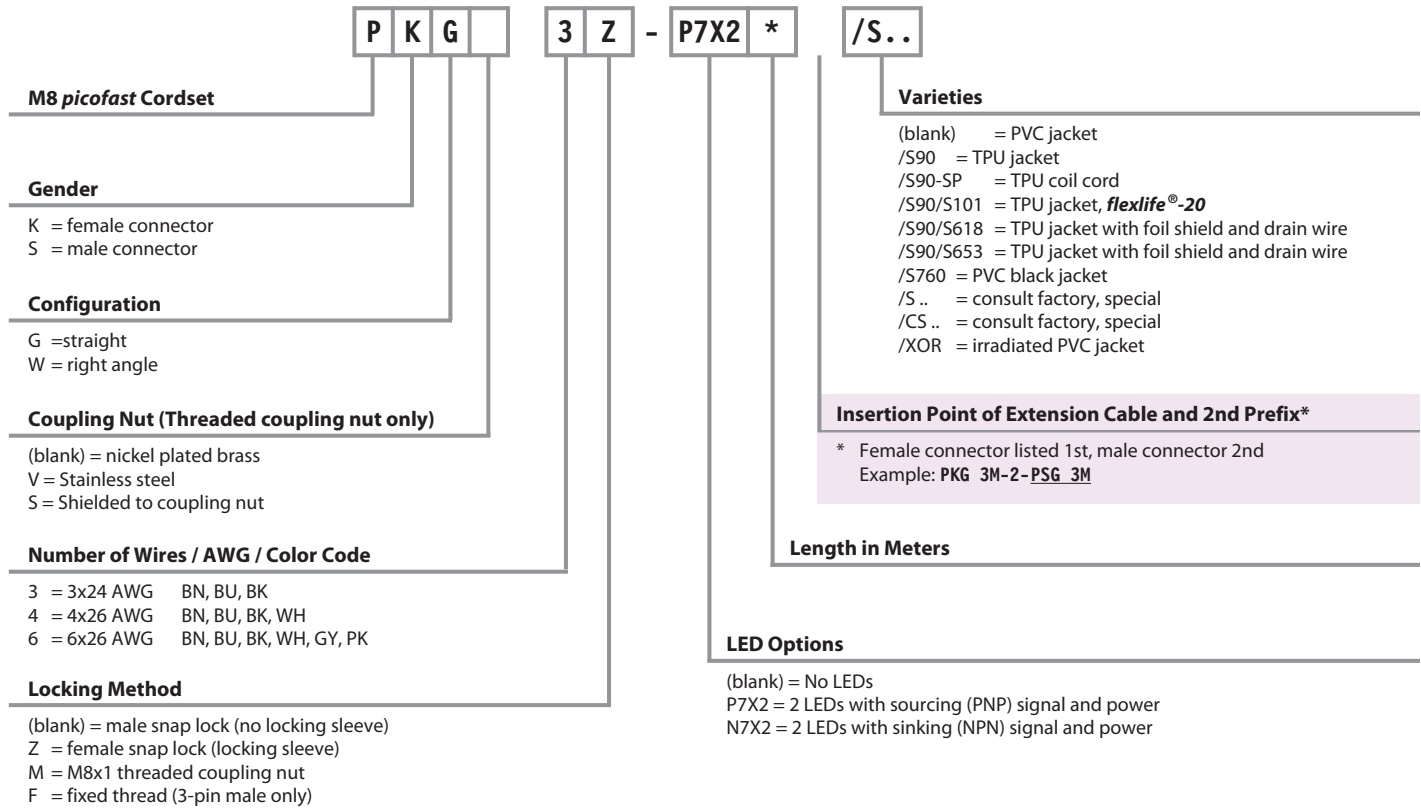 P K G 3 Z - P7X2 * /S..
M8 picofast Cordset
Gender
K = female connector
S = male connector
Configuration
G =straight
W = right angle
Coupling Nut (Threaded coupling nut only)
(blank) = nickel plated brass
V = Stainless steel
S = Shielded to coupling nut
Number of Wires / AWG / Color Code
3 = 3x24 AWG BN, BU, BK
4 = 4x26 AWG BN, BU, BK, WH
6 = 6x26 AWG BN, BU, BK, WH, GY, PK
Locking Method
(blank) = male snap lock (no locking sleeve)
Z = female snap lock (locking sleeve)
M = M8x1 threaded coupling nut
F = fixed thread (3-pin male only)
Varieties
(blank) = PVC jacket
/S90 = TPU jacket
/S90-SP = TPU coil cord
/S90/S101 = TPU jacket, flexlife®-20
/S90/S618 = TPU jacket with foil shield and drain wire
/S90/S653 = TPU jacket with foil shield and drain wire
/S760 = PVC black jacket
/S .. = consult factory, special
/CS .. = consult factory, special
/XOR = irradiated PVC jacket
Insertion Point of Extension Cable and 2nd Prefix*
* Female connector listed 1st, male connector 2nd
Example: PKG 3M-2-PSG 3M
Length in Meters
LED Options
(blank) = No LEDs
P7X2 = 2 LEDs with sourcing (PNP) signal and power
N7X2 = 2 LEDs with sinking (NPN) signal and power